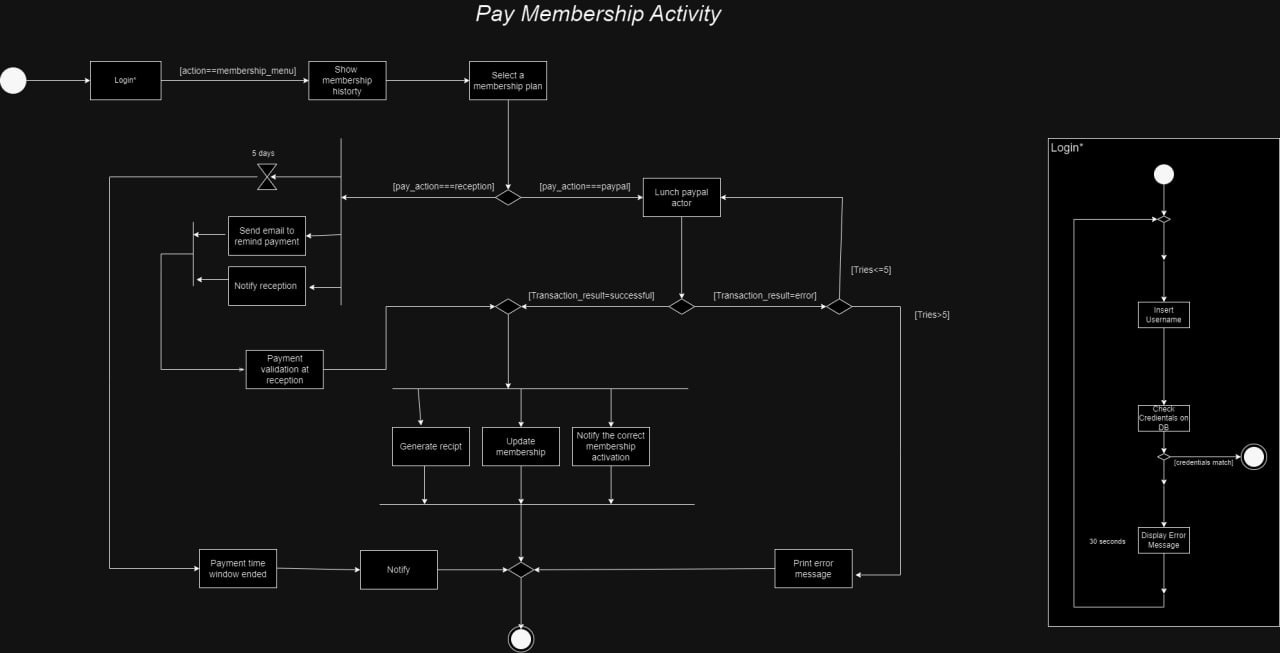 Pay Membership Activity
Login*
[action==membership_menu]
Show
membership
historty
Select a
membership plan
5 days
[pay_action===reception]
[pay_action===paypal]
Lunch paypal
actor
Send email to
remind payment
Notify reception
[Tries<=5]
[Transaction_result=successful]
[Transaction_result=error]
[Tries>5]
Payment
validation at
reception
Generate recipt
Update
membership
Notify the correct
membership
activation
Payment time
window ended
Notify
Print error
message
Login*
Insert
Username
Check
Credientals on
DB
[credentials match]
30 seconds
Display Error
Message